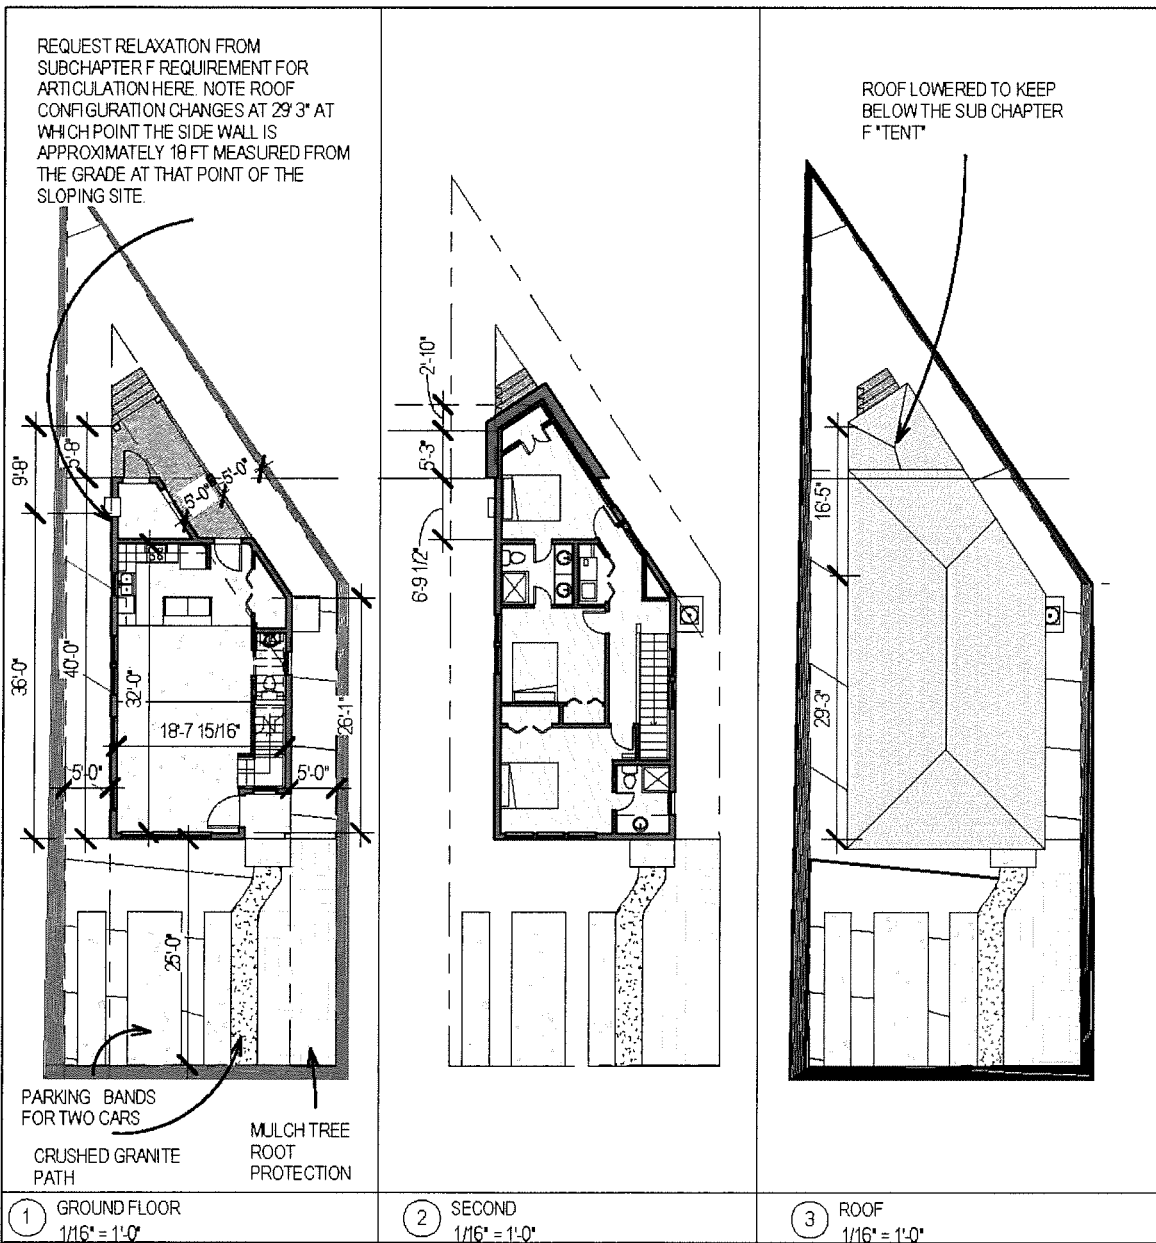 REQUEST RELAXATION FROM
SUBCHAPTER F REQUIREMENT FOR
ARTICULATION HERE. NOTE ROOF
CONFIGURATION CHANGES AT 29' 3" AT
WHICH POINT THE SIDE WALL IS
APPROXIMATELY 18 FT MEASURED FROM
THE GRADE AT THAT POINT OF THE
SLOPING SITE.
9'-8"
5'-8"
5'-0"
5'-0"
36'-0"
40'-0"
32'-0"
18'-7 15/16"
26'-1"
5'-0"
5'-0"
25'-0"
PARKING BANDS
FOR TWO CARS
CRUSHED GRANITE
PATH
MULCH TREE
ROOT
PROTECTION
1 GROUND FLOOR
1/16" = 1'-0"
2'-10"
5'-3"
6'-9 1/2"
2 SECOND
1/16" = 1'-0"
ROOF LOWERED TO KEEP
BELOW THE SUB CHAPTER
F "TENT"
16'-5"
29'-3"
3 ROOF
1/16" = 1'-0"